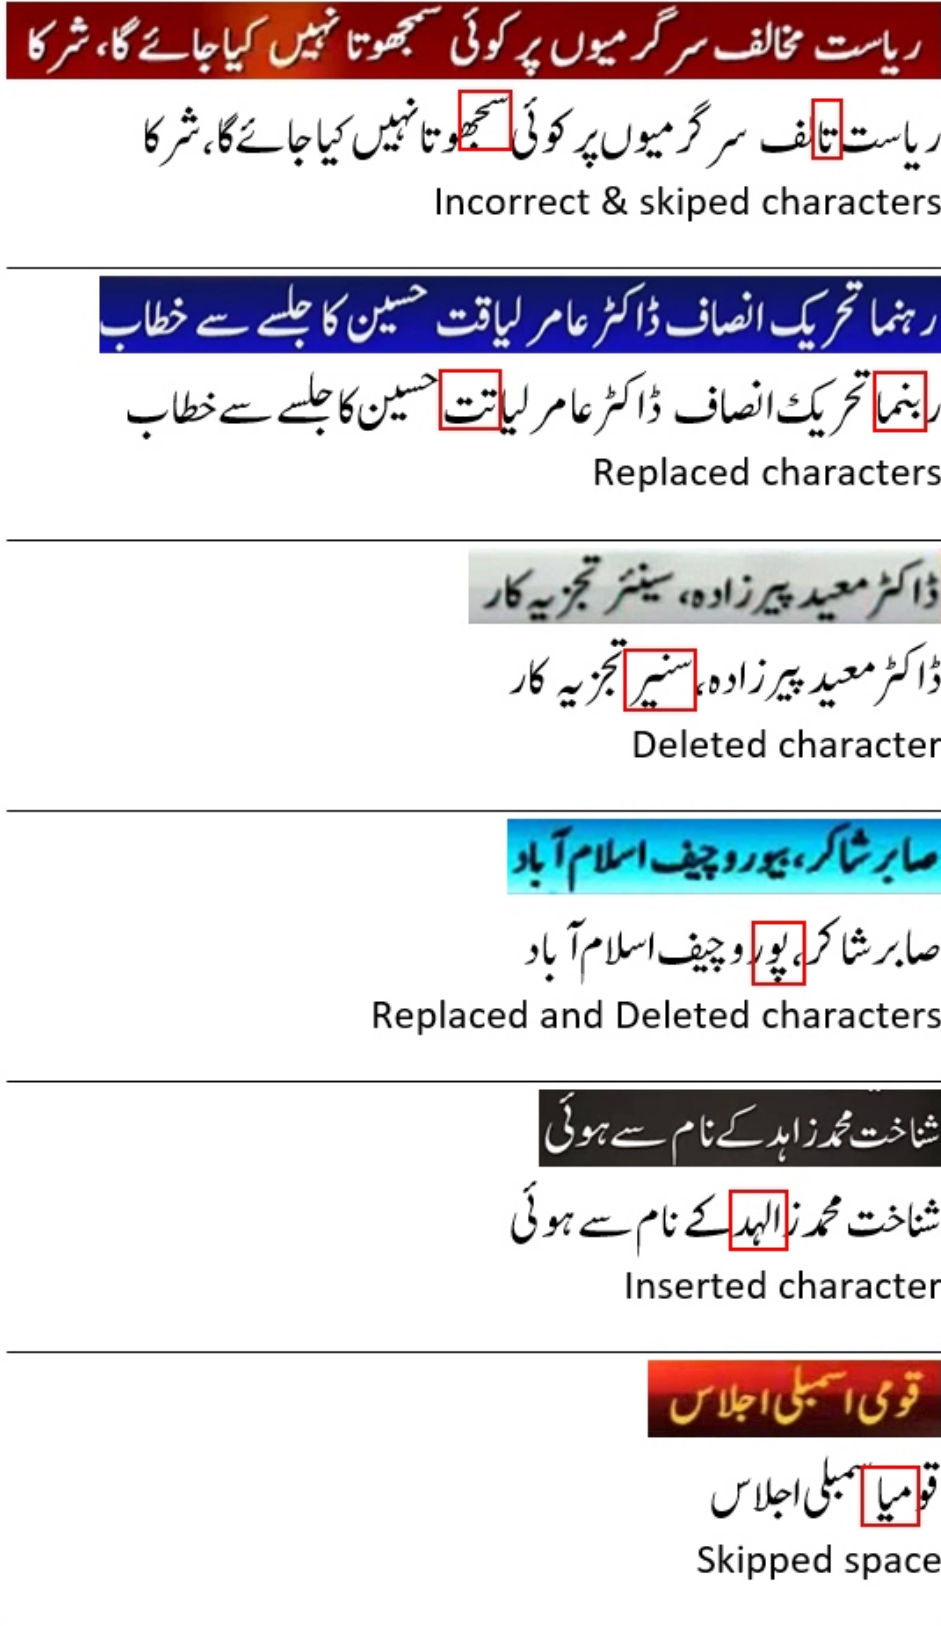 ریاست مخالف سرگرمیوں پر کوئی سمجھوتا نہیں کیا جائے گا، شرکا
ریاست تالف سرگرمیوں پر کوئی سجھوتا نہیں کیا جائے گا، شرکا
Incorrect & skiped characters
رہنما تحریک انصاف ڈاکٹر عامر لیاقت حسین کا جلسے سے خطاب
ربنما تحریک انصاف ڈاکٹر عامر لیاتت حسین کا جلسے سے خطاب
Replaced characters
ڈاکٹر معید پیرزادہ، سینئر تجزیہ کار
ڈاکٹر معید پیرزادہ، سنیر تجزیہ کار
Deleted character
صابر شاکر، بیورو چیف اسلام آباد
صابر شاکر، پورو چیف اسلام آباد
Replaced and Deleted characters
شناخت محمد زاہد کے نام سے ہوئی
شناخت محمد زالہد کے نام سے ہوئی
Inserted character
قومی اسمبلی اجلاس
قومیا سمبلی اجلاس
Skipped space